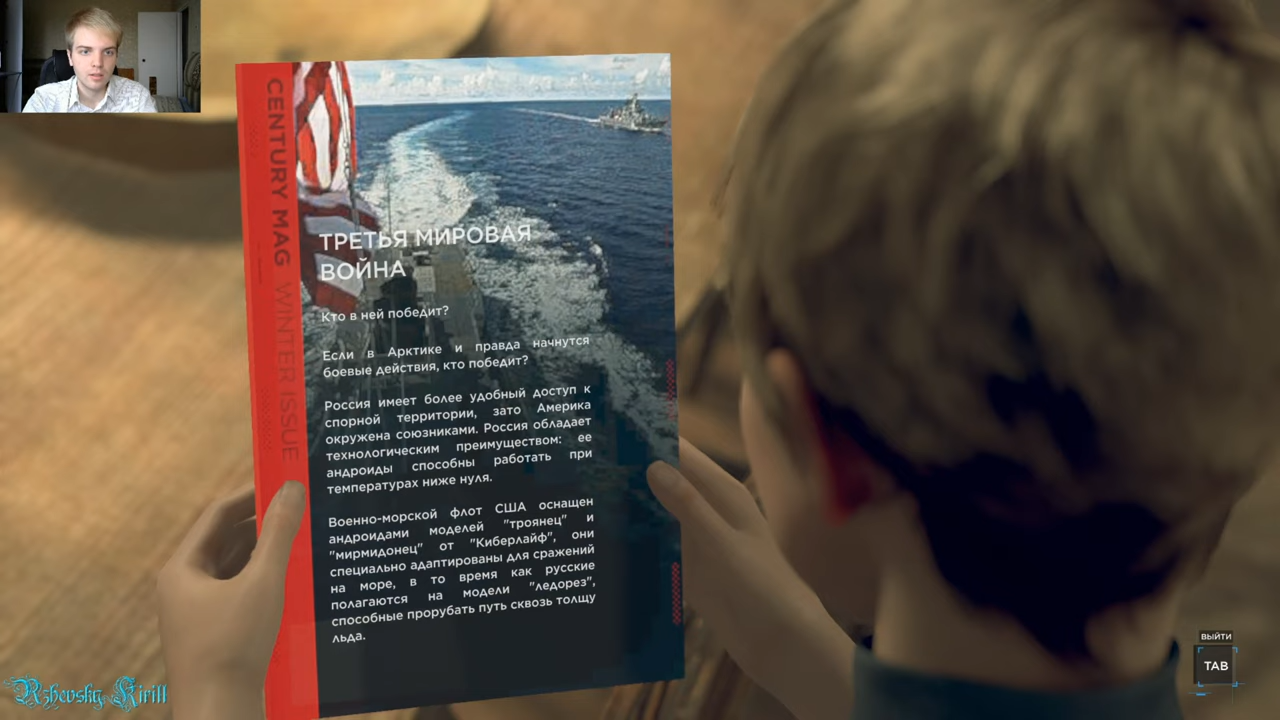 CENTURY MAG WINTER ISSUE
ТРЕТЬЯ МИРОВАЯ
ВОЙНА
Кто в ней победит?
Если в Арктике и правда начнутся
боевые действия, кто победит?
Россия имеет более удобный доступ к
спорной территории, зато Америка
окружена союзниками. Россия обладает
технологическим преимуществом: ее
андроиды способны работать при
температурах ниже нуля.
Военно-морской флот США оснащен
андроидами моделей "троянец" и
"мирмидонец" от "Киберлайф", они
специально адаптированы для сражений
на море, в то время как русские
полагаются на модели "ледорез",
способные прорубать путь сквозь толщу
льда.
ВЫЙТИ
TAB
Rzhevsky Kirill